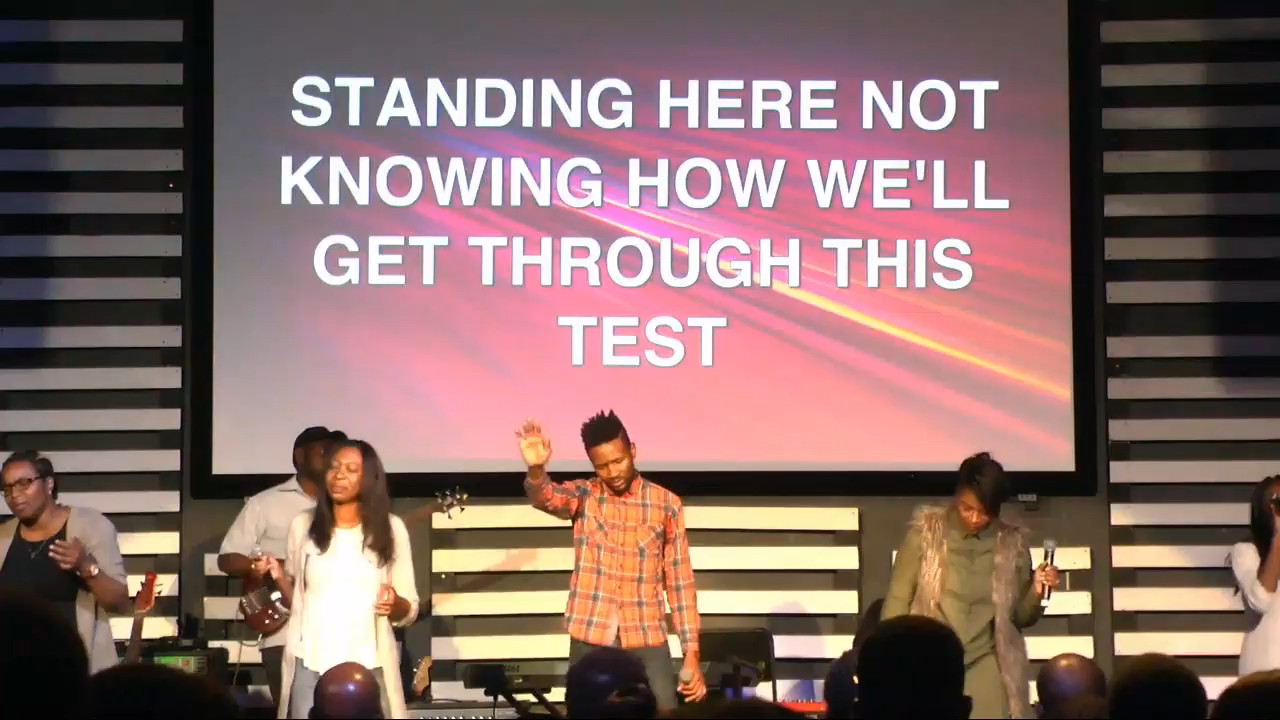 STANDING HERE NOT
KNOWING HOW WE'LL
GET THROUGH THIS
TEST